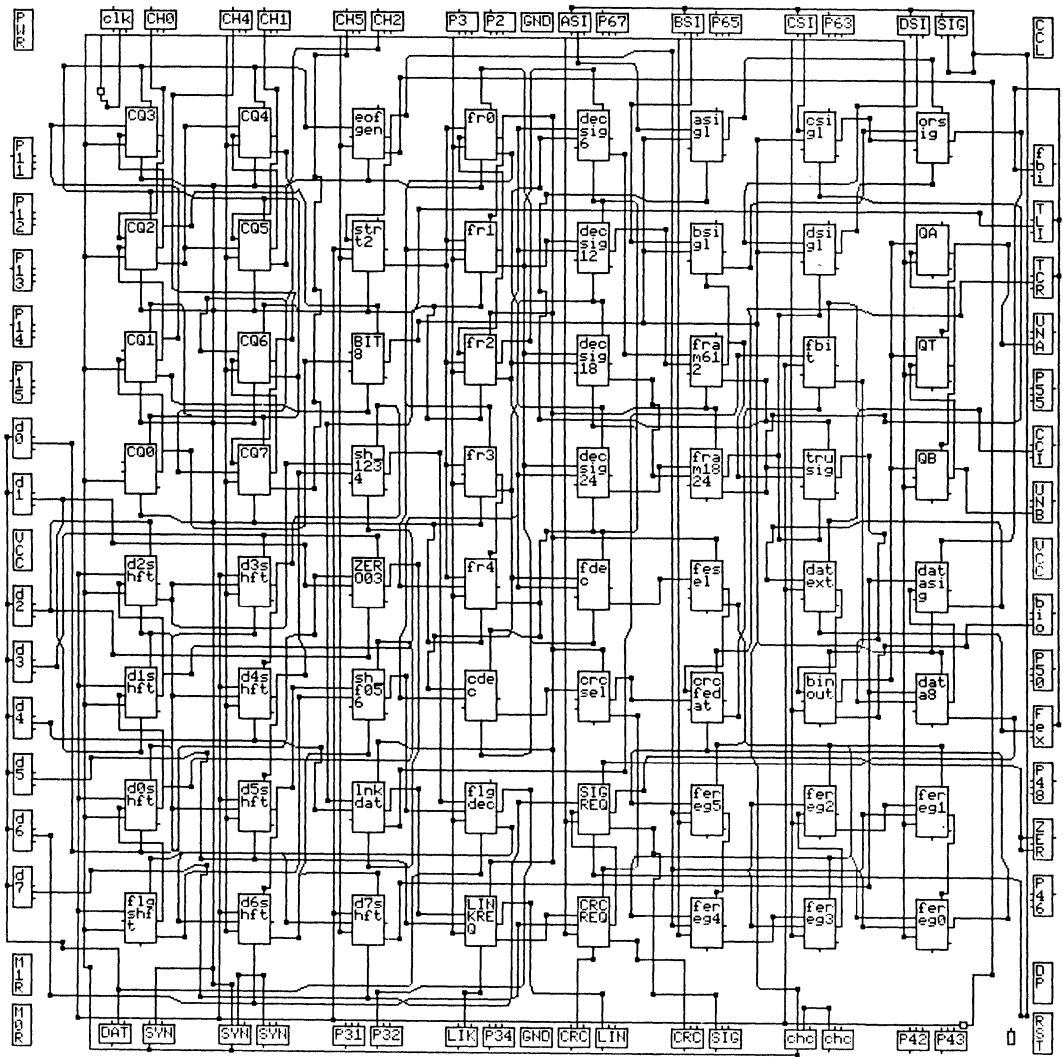 PWR
clk CH0 CH4 CH1 CH5 CH2 P3 P2 GND ASI P67 BSI P65 CSI P63 DSI SIG
CCL
CQ3 CQ4 eof gen fr0 dec sig 6 asi gl csi gl or sig
P11 fbi
P12 TLI
CQ2 CQ5 str t2 fr1 dec sig 12 bsi gl dsi gl QA
P13 TCR
P14 UNA
CQ1 CQ6 BIT 8 fr2 dec sig 18 fra m61 2 fbi t QT
P15 P55
d0 CCI
CQ0 CQ7 sh_ 123 4 fr3 dec sig 24 fra m18 24 try sig QB
d1 UNB
VCC VCC
d2s hft d3s hft ZER O03 fr4 fde c fes el dat ext dat asi g
d2 bio
d3 P50
d1s hft d4s hft sh_ f05 6 cde c crc sel crc fed at bin out dat a8
d4 Fex
d5 P48
d0s hft d5s hft lnk dat flg dec SIG REQ fer eg5 fer eg2 fer eg1
d6 ZER
d7 P46
flg shf t d6s hft d7s hft LIN KRE Q CRC REQ fer eg4 fer eg3 fer eg0
M1R DP
M0R
DAT SYN SYN SYN P31 P32 LIK P34 GND CRC LIN CRC SIG chc chc P42 P43
RST